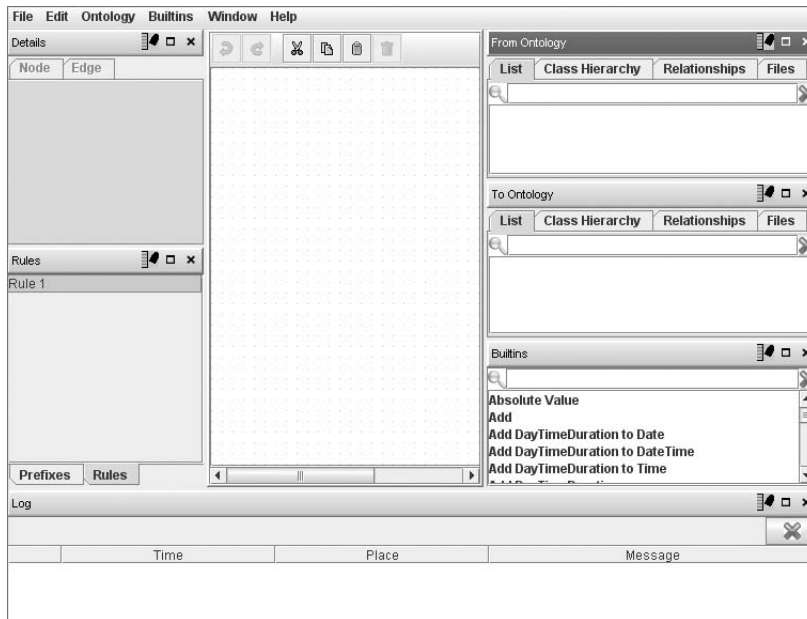 File Edit Ontology Builtins Window Help
Details
Node Edge
Rules
Rule 1
Prefixes Rules
From Ontology
List Class Hierarchy Relationships Files
To Ontology
List Class Hierarchy Relationships Files
Builtins
Absolute Value
Add
Add DayTimeDuration to Date
Add DayTimeDuration to DateTime
Add DayTimeDuration to Time
Log
Time Place Message